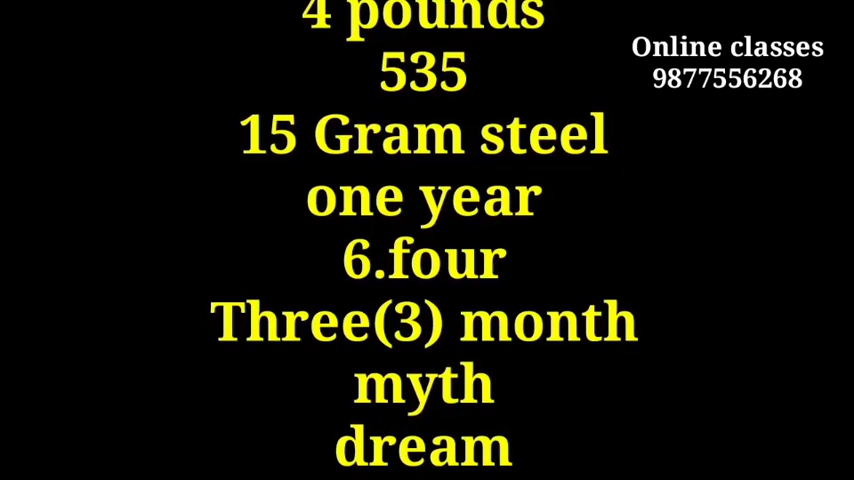 4 pounds
Online classes
9877556268
535
15 Gram steel
one year
6.four
Three(3) month
myth
dream